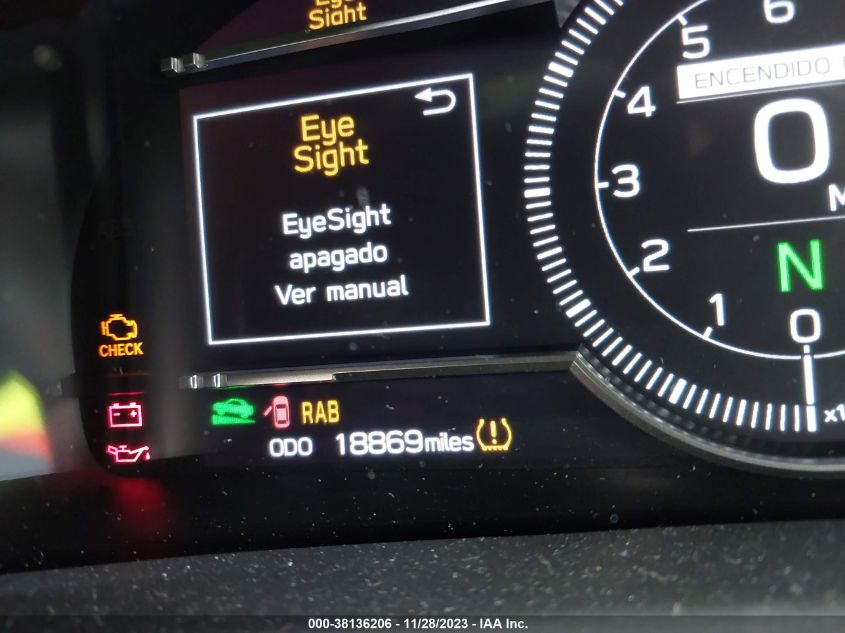 Eye
Sight
6
5
4
3
2
1
0
ENCENDIDO
0
N
Eye
Sight
EyeSight
apagado
Ver manual
CHECK
RAB
ODO 18869miles
000-38136206 - 11/28/2023 - IAA Inc.